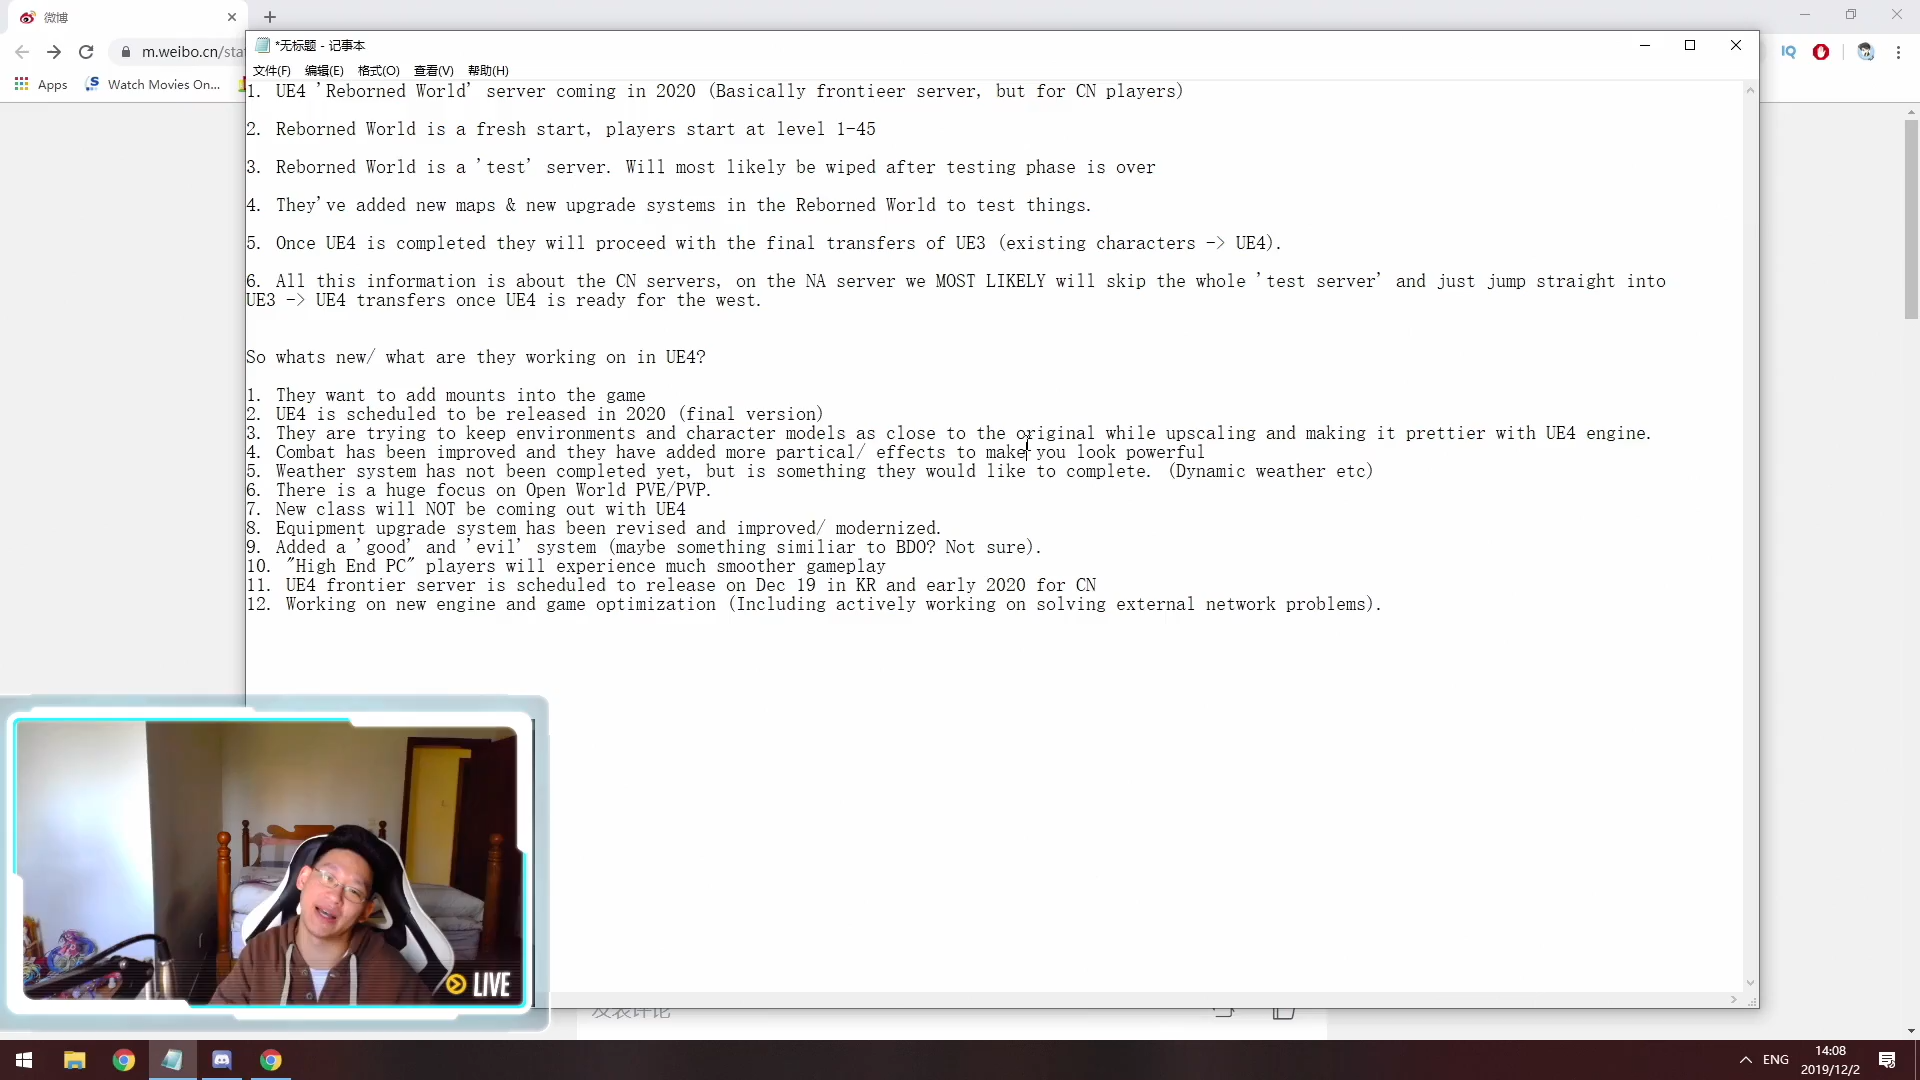 微博
*无标题 - 记事本
m.weibo.cn/sta
文件(F) 编辑(E) 格式(O) 查看(V) 帮助(H)
Apps Watch Movies On...
1. UE4 'Reborned World' server coming in 2020 (Basically frontieer server, but for CN players)
2. Reborned World is a fresh start, players start at level 1-45
3. Reborned World is a 'test' server. Will most likely be wiped after testing phase is over
4. They've added new maps & new upgrade systems in the Reborned World to test things.
5. Once UE4 is completed they will proceed with the final transfers of UE3 (existing characters -> UE4).
6. All this information is about the CN servers, on the NA server we MOST LIKELY will skip the whole 'test server' and just jump straight into
UE3 -> UE4 transfers once UE4 is ready for the west.
So whats new/ what are they working on in UE4?
1. They want to add mounts into the game
2. UE4 is scheduled to be released in 2020 (final version)
3. They are trying to keep environments and character models as close to the original while upscaling and making it prettier with UE4 engine.
4. Combat has been improved and they have added more partical/ effects to make you look powerful
5. Weather system has not been completed yet, but is something they would like to complete. (Dynamic weather etc)
6. There is a huge focus on Open World PVE/PVP.
7. New class will NOT be coming out with UE4
8. Equipment upgrade system has been revised and improved/ modernized.
9. Added a 'good' and 'evil' system (maybe something similiar to BDO? Not sure).
10. "High End PC" players will experience much smoother gameplay
11. UE4 frontier server is scheduled to release on Dec 19 in KR and early 2020 for CN
12. Working on new engine and game optimization (Including actively working on solving external network problems).
LIVE
发表评论
ENG
14:08
2019/12/2